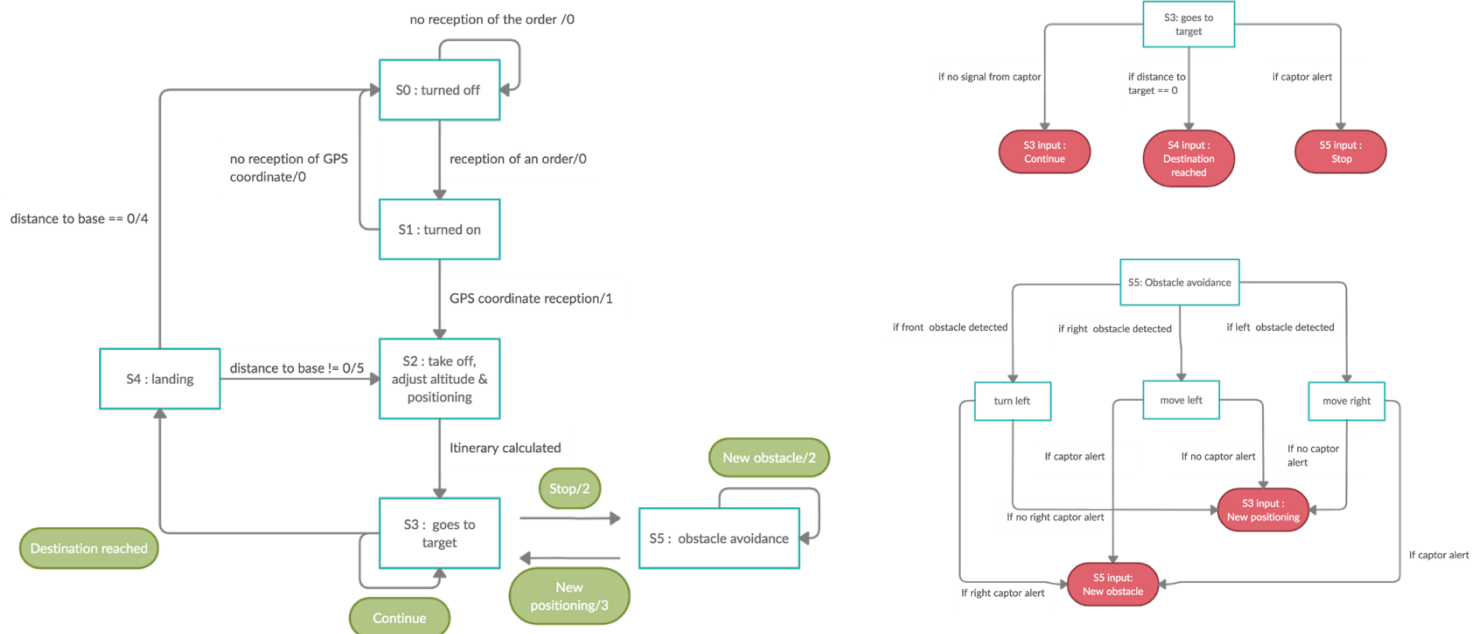 no reception of the order /0
S0 : turned off
no reception of GPS
coordinate/0
reception of an order/0
distance to base == 0/4
S1 : turned on
GPS coordinate reception/1
S4 : landing
distance to base != 0/5
S2 : take off,
adjust altitude &
positioning
Itinerary calculated
New obstacle/2
Stop/2
S3 :  goes to
target
S5 :  obstacle avoidance
Destination reached
New
positioning/3
Continue
S3: goes to
target
if no signal from captor
if distance to
target == 0
if captor alert
S3 input :
Continue
S4 input :
Destination
reached
S5 input :
Stop
S5: Obstacle avoidance
if front  obstacle detected
if right  obstacle detected
if left  obstacle detected
turn left
move left
move right
If captor alert
If no captor alert
If no captor
alert
S3 input :
New positioning
If no right captor alert
If captor alert
S5 input:
New obstacle
If right captor alert